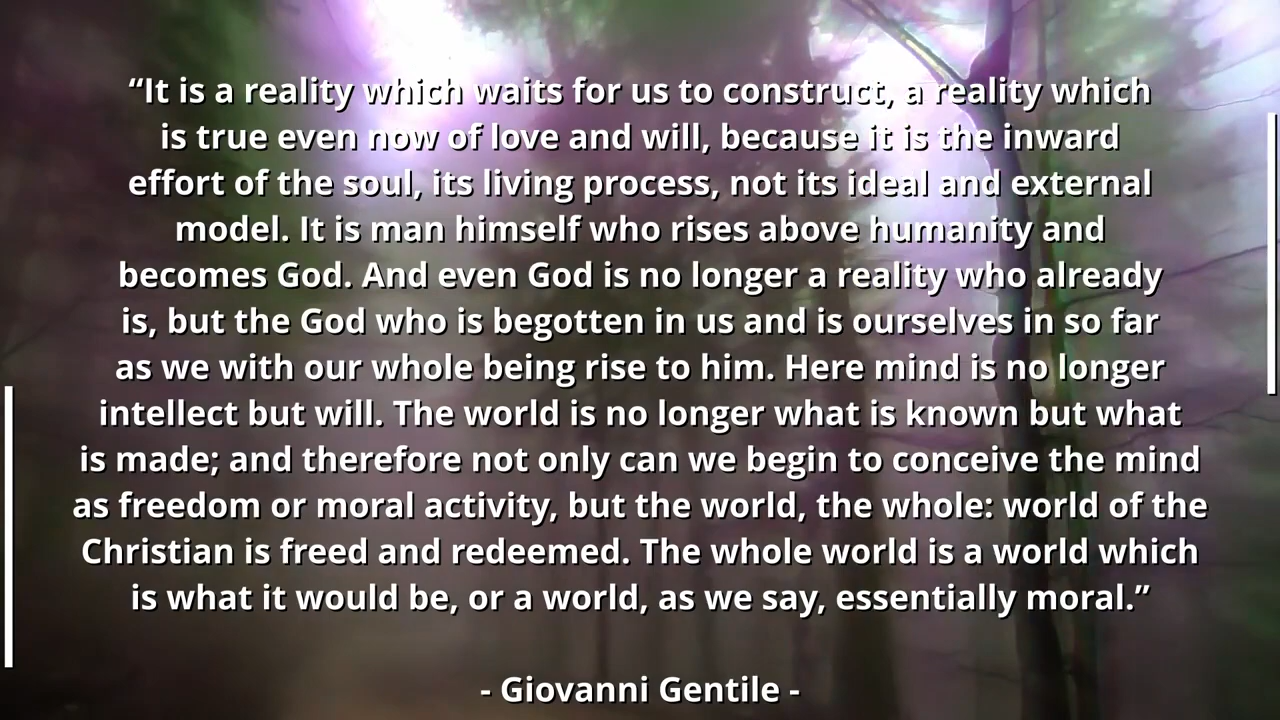 “It is a reality which waits for us to construct, a reality which
is true even now of love and will, because it is the inward
effort of the soul, its living process, not its ideal and external
model. It is man himself who rises above humanity and
becomes God. And even God is no longer a reality who already
is, but the God who is begotten in us and is ourselves in so far
as we with our whole being rise to him. Here mind is no longer
intellect but will. The world is no longer what is known but what
is made; and therefore not only can we begin to conceive the mind
as freedom or moral activity, but the world, the whole: world of the
Christian is freed and redeemed. The whole world is a world which
is what it would be, or a world, as we say, essentially moral.”
- Giovanni Gentile -